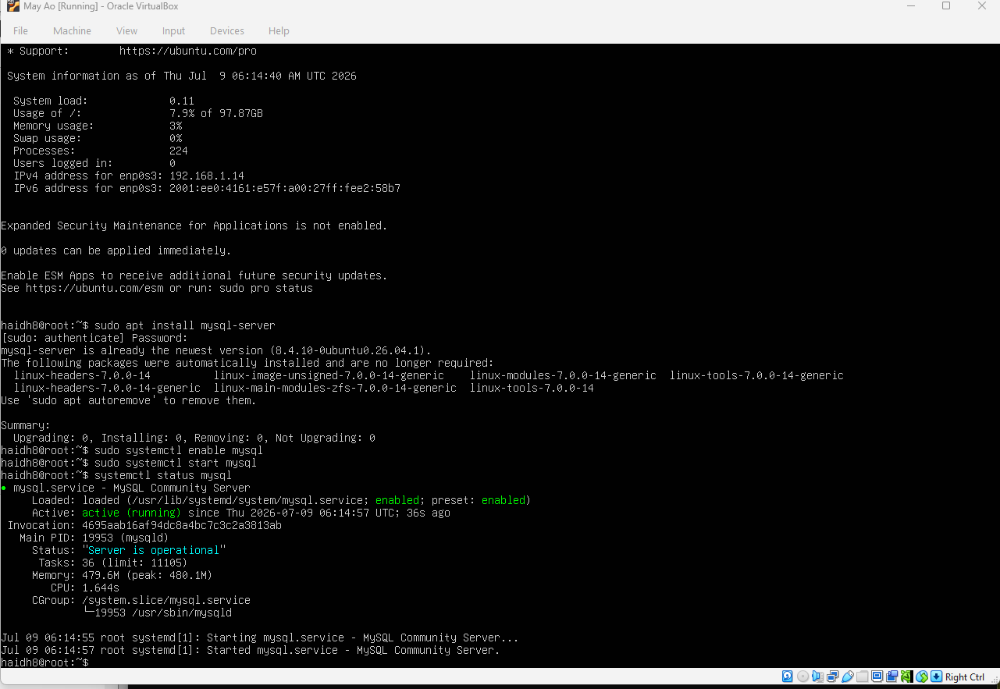 May Ao [Running] - Oracle VirtualBox
File Machine View Input Devices Help
* Support: https://ubuntu.com/pro
System information as of Thu Jul 9 06:14:40 AM UTC 2026
System load: 0.11
Usage of /: 7.9% of 97.87GB
Memory usage: 3%
Swap usage: 0%
Processes: 224
Users logged in: 0
IPv4 address for enp0s3: 192.168.1.14
IPv6 address for enp0s3: 2001:ee0:4161:e57f:a00:27ff:fee2:58b7
Expanded Security Maintenance for Applications is not enabled.
0 updates can be applied immediately.
Enable ESM Apps to receive additional future security updates.
See https://ubuntu.com/esm or run: sudo pro status
haidh8@root:~$ sudo apt install mysql-server
[sudo: authenticate] Password:
mysql-server is already the newest version (8.4.10-0ubuntu0.26.04.1).
The following packages were automatically installed and are no longer required:
linux-headers-7.0.0-14 linux-image-unsigned-7.0.0-14-generic linux-modules-7.0.0-14-generic linux-tools-7.0.0-14-generic
linux-headers-7.0.0-14-generic linux-main-modules-zfs-7.0.0-14-generic linux-tools-7.0.0-14
Use 'sudo apt autoremove' to remove them.
Summary:
Upgrading: 0, Installing: 0, Removing: 0, Not Upgrading: 0
haidh8@root:~$ sudo systemctl enable mysql
haidh8@root:~$ sudo systemctl start mysql
haidh8@root:~$ systemctl status mysql
● mysql.service - MySQL Community Server
Loaded: loaded (/usr/lib/systemd/system/mysql.service; enabled; preset: enabled)
Active: active (running) since Thu 2026-07-09 06:14:57 UTC; 36s ago
Invocation: 4695aab16af94dc8a4bc7c3c2a3813ab
Main PID: 19953 (mysqld)
Status: "Server is operational"
Tasks: 36 (limit: 11105)
Memory: 479.6M (peak: 480.1M)
CPU: 1.644s
CGroup: /system.slice/mysql.service
└─19953 /usr/sbin/mysqld
Jul 09 06:14:55 root systemd[1]: Starting mysql.service - MySQL Community Server...
Jul 09 06:14:57 root systemd[1]: Started mysql.service - MySQL Community Server.
haidh8@root:~$
Right Ctrl